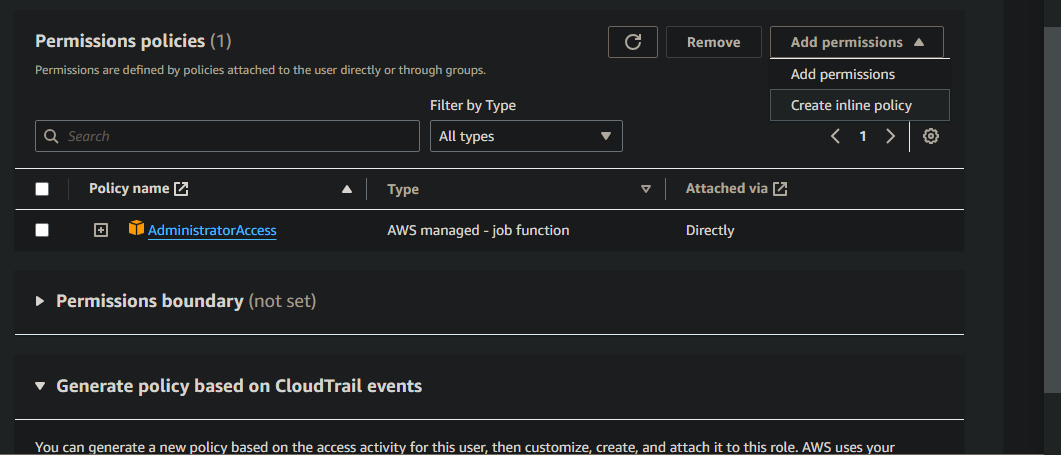 Permissions policies (1)
Remove
Add permissions
Permissions are defined by policies attached to the user directly or through groups.
Add permissions
Create inline policy
Filter by Type
Search
All types
1
Policy name
Type
Attached via
AdministratorAccess
AWS managed - job function
Directly
Permissions boundary (not set)
Generate policy based on CloudTrail events
You can generate a new policy based on the access activity for this user, then customize, create, and attach it to this role. AWS uses your